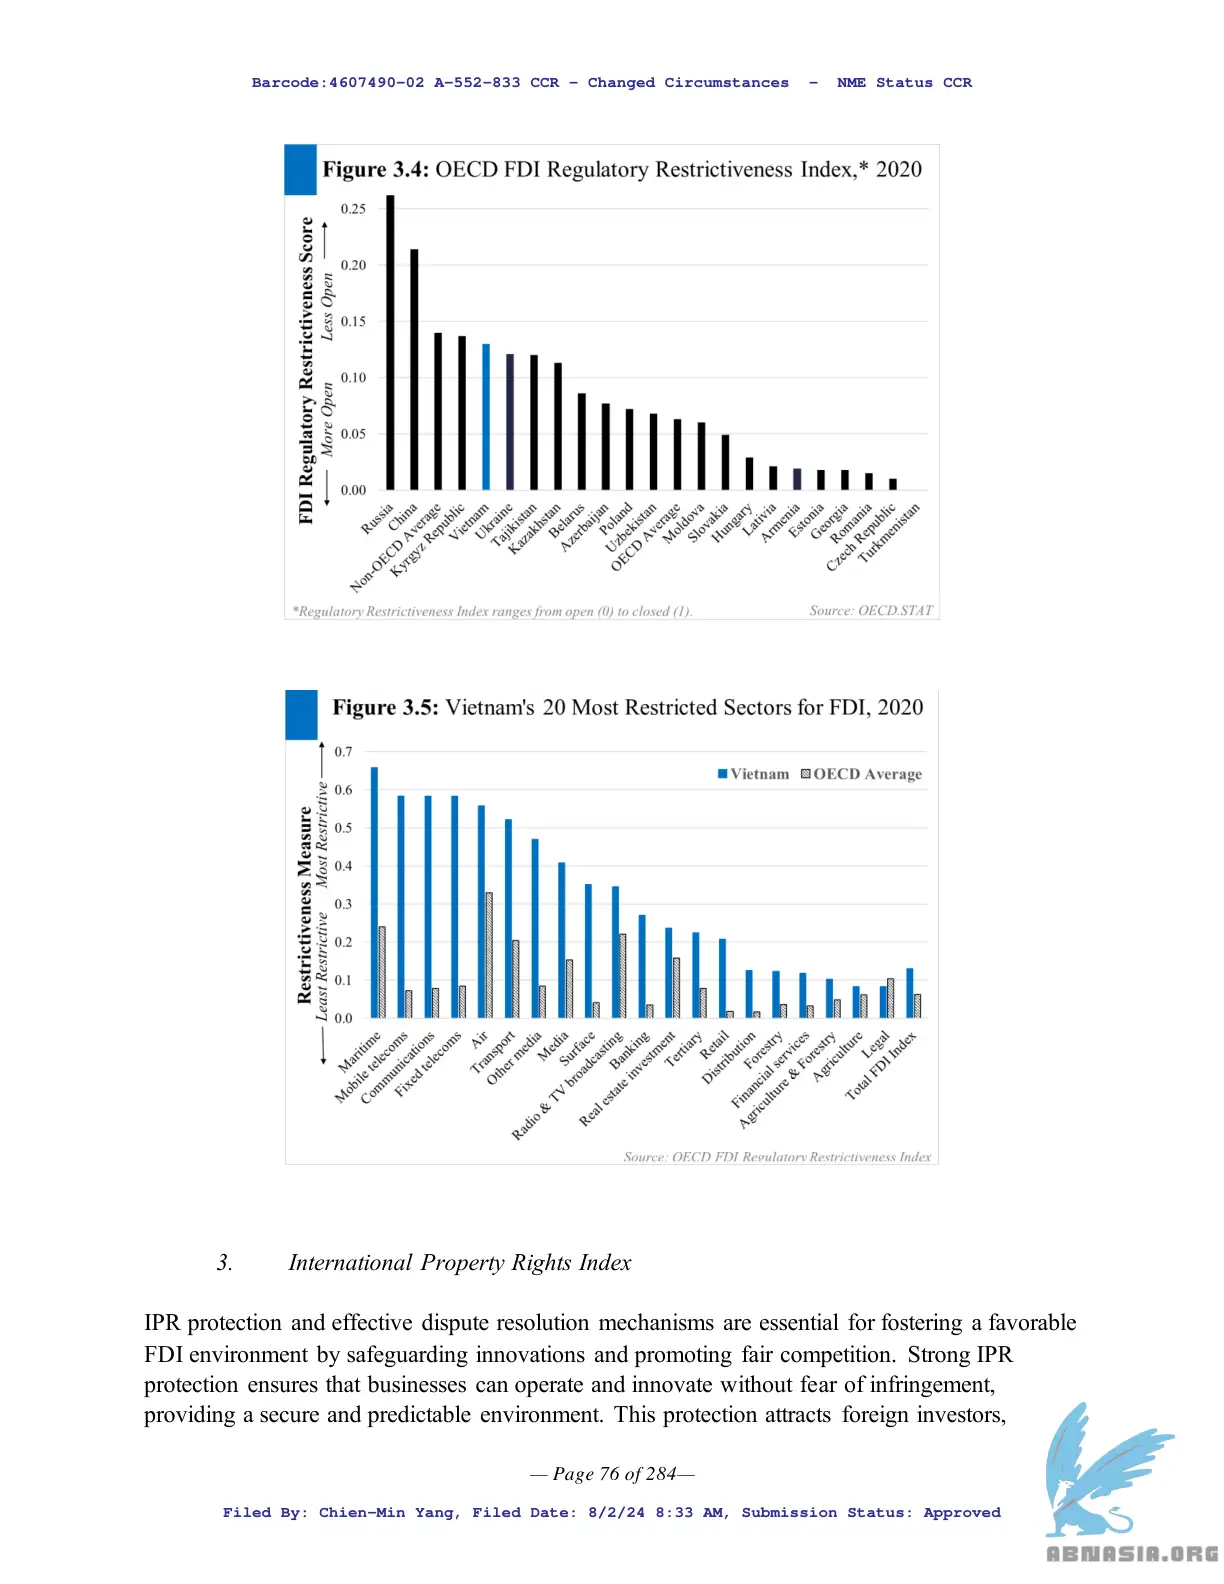 Barcode:4607490-02 A-552-833 CCR - Changed Circumstances - NME Status CCR
Figure 3.4: OECD FDI Regulatory Restrictiveness Index,* 2020
FDI Regulatory Restrictiveness Score
More Open
Less Open
0.25
0.20
0.15
0.10
0.05
0.00
Russia
China
Non-OECD Average
Kyrgyz Republic
Vietnam
Ukraine
Tajikistan
Kazakhstan
Belarus
Azerbaijan
Poland
Uzbekistan
OECD Average
Moldova
Slovakia
Hungary
Lativia
Armenia
Estonia
Georgia
Romania
Czech Republic
Turkmenistan
*Regulatory Restrictiveness Index ranges from open (0) to closed (1).
Source: OECD.STAT
Figure 3.5: Vietnam's 20 Most Restricted Sectors for FDI, 2020
Restrictiveness Measure
Least Restrictive
Most Restrictive
Vietnam
OECD Average
0.7
0.6
0.5
0.4
0.3
0.2
0.1
0.0
Maritime
Mobile telecoms
Communications
Fixed telecoms
Air
Transport
Other media
Media
Surface
Radio & TV broadcasting
Banking
Real estate investment
Tertiary
Retail
Distribution
Forestry
Financial services
Agriculture & Forestry
Agriculture
Legal
Total FDI Index
Source: OECD FDI Regulatory Restrictiveness Index
3. International Property Rights Index
IPR protection and effective dispute resolution mechanisms are essential for fostering a favorable
FDI environment by safeguarding innovations and promoting fair competition. Strong IPR
protection ensures that businesses can operate and innovate without fear of infringement,
providing a secure and predictable environment. This protection attracts foreign investors,
— Page 76 of 284—
Filed By: Chien-Min Yang, Filed Date: 8/2/24 8:33 AM, Submission Status: Approved
ABNASIA.ORG